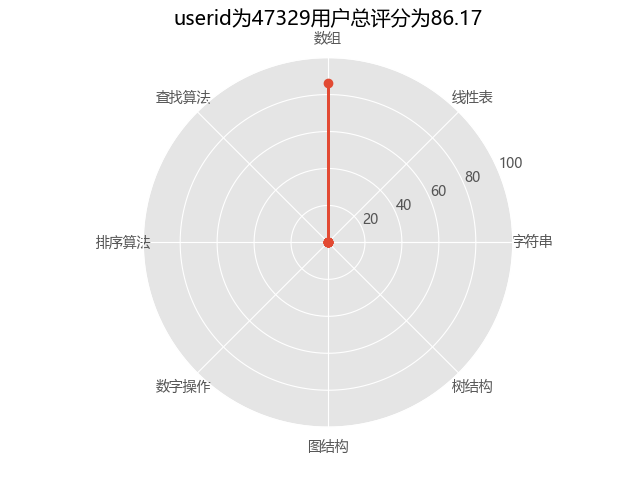 userid为47329用户总评分为86.17
数组
查找算法
线性表
100
80
60
40
20
排序算法
字符串
数字操作
树结构
图结构